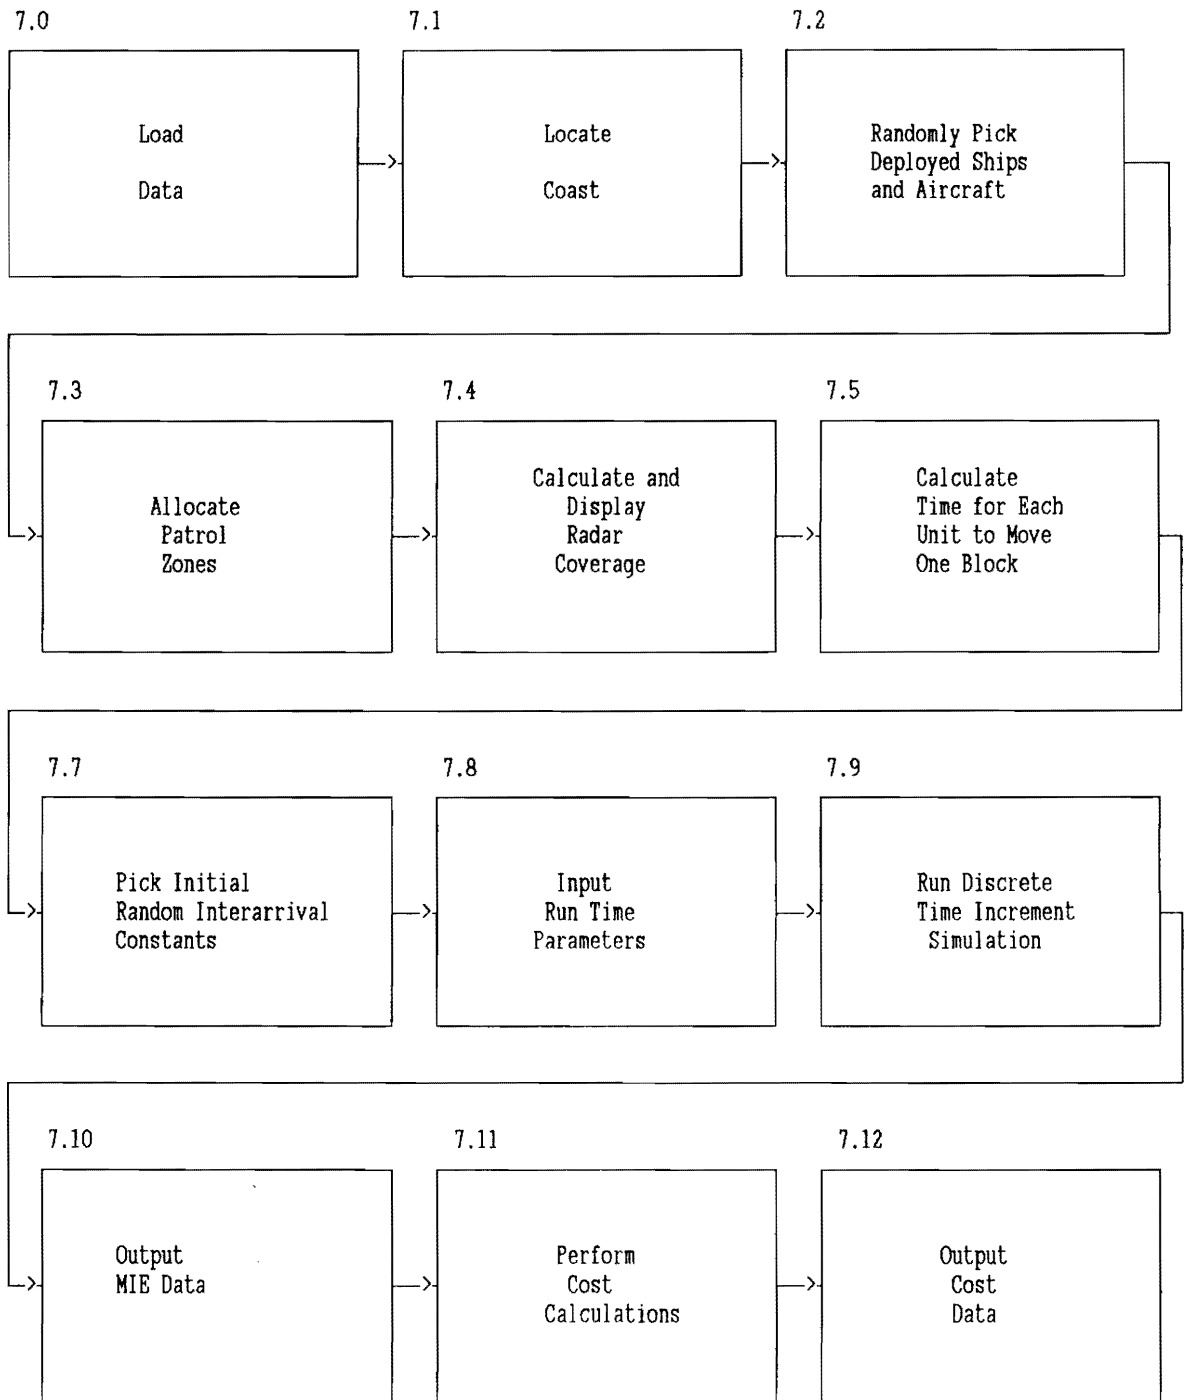 7.0
Load
Data
7.1
Locate
Coast
7.2
Randomly Pick
Deployed Ships
and Aircraft
7.3
Allocate
Patrol
Zones
7.4
Calculate and
Display
Radar
Coverage
7.5
Calculate
Time for Each
Unit to Move
One Block
7.7
Pick Initial
Random Interarrival
Constants
7.8
Input
Run Time
Parameters
7.9
Run Discrete
Time Increment
Simulation
7.10
Output
MIE Data
7.11
Perform
Cost
Calculations
7.12
Output
Cost
Data